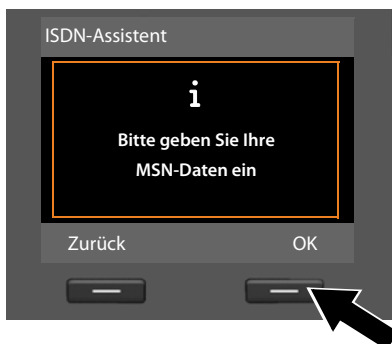 ISDN-Assistent
i
Bitte geben Sie Ihre
MSN-Daten ein
Zurück OK